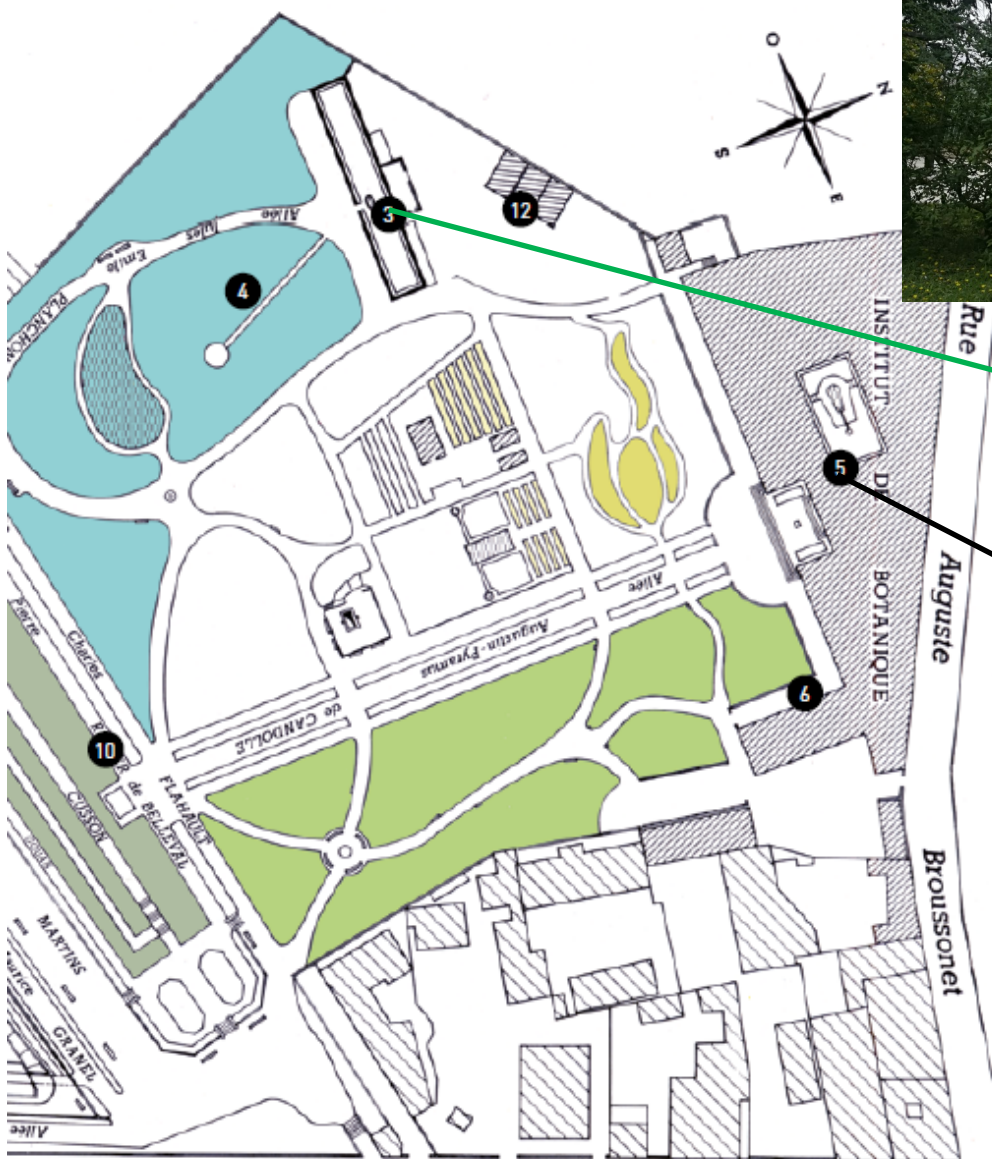 O
N
S
E
3
12
Allée
Jules
Emile
PLANCHON
4
INSTITUT DE BOTANIQUE
5
Rue
Auguste
Broussonet
Allée
Augustin-Pyramus
de CANDOLLE
6
Pierre
Charles
10
de BELLEVAL
FLAHAULT
CUSSON
MARTINS
GRANEL
Allée